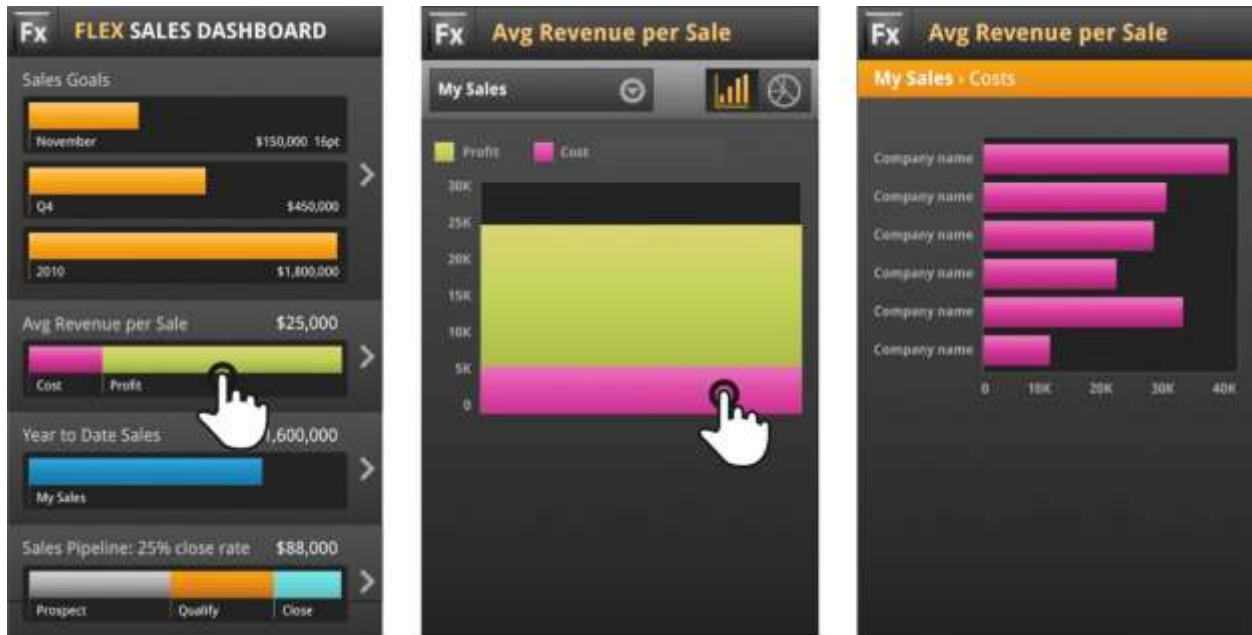 Fx FLEX SALES DASHBOARD
Sales Goals
November $150,000 16pt
Q4 $450,000
2010 $1,800,000
Avg Revenue per Sale $25,000
Cost Profit
Year to Date Sales ,600,000
My Sales
Sales Pipeline: 25% close rate $88,000
Prospect Qualify Close
Fx Avg Revenue per Sale
My Sales
Profit Cost
30K
25K
20K
15K
10K
5K
0
Fx Avg Revenue per Sale
My Sales › Costs
Company name
Company name
Company name
Company name
Company name
Company name
0 10K 20K 30K 40K